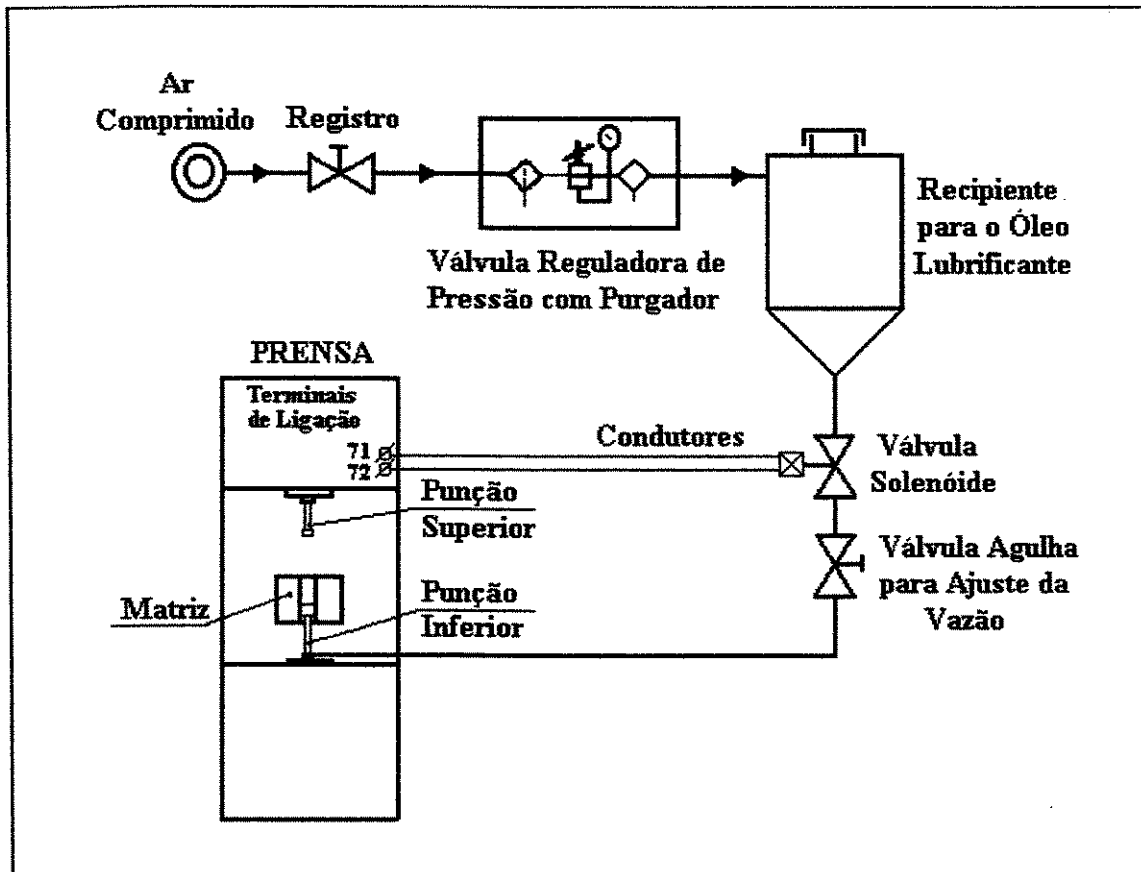 Ar
Comprimido
Registro
Válvula Reguladora de
Pressão com Purgador
Recipiente
para o Óleo
Lubrificante
PRENSA
Terminais
de Ligação
71
72
Condutores
Válvula
Solenóide
Punção
Superior
Válvula Agulha
para Ajuste da
Vazão
Matriz
Punção
Inferior